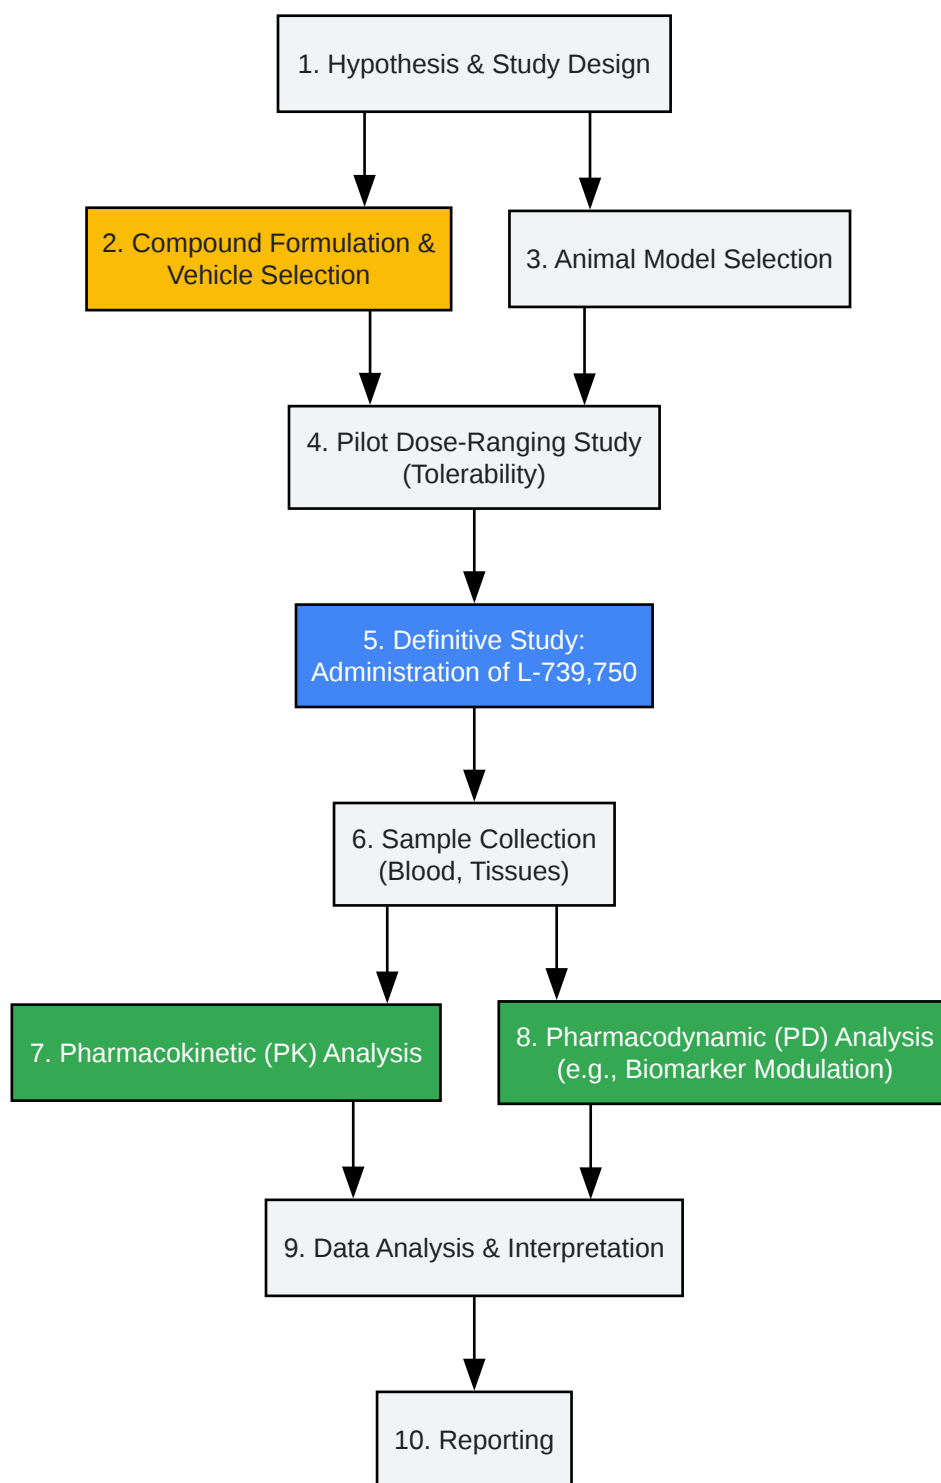 1. Hypothesis & Study Design
2. Compound Formulation &
Vehicle Selection
3. Animal Model Selection
4. Pilot Dose-Ranging Study
(Tolerability)
5. Definitive Study:
Administration of L-739,750
6. Sample Collection
(Blood, Tissues)
7. Pharmacokinetic (PK) Analysis
8. Pharmacodynamic (PD) Analysis
(e.g., Biomarker Modulation)
9. Data Analysis & Interpretation
10. Reporting